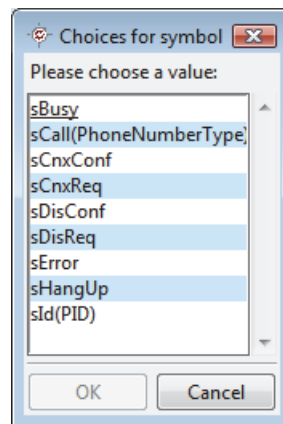 Choices for symbol
Please choose a value:
sBusy
sCall(PhoneNumberType)
sCnxConf
sCnxReq
sDisConf
sDisReq
sError
sHangUp
sId(PID)
OK
Cancel